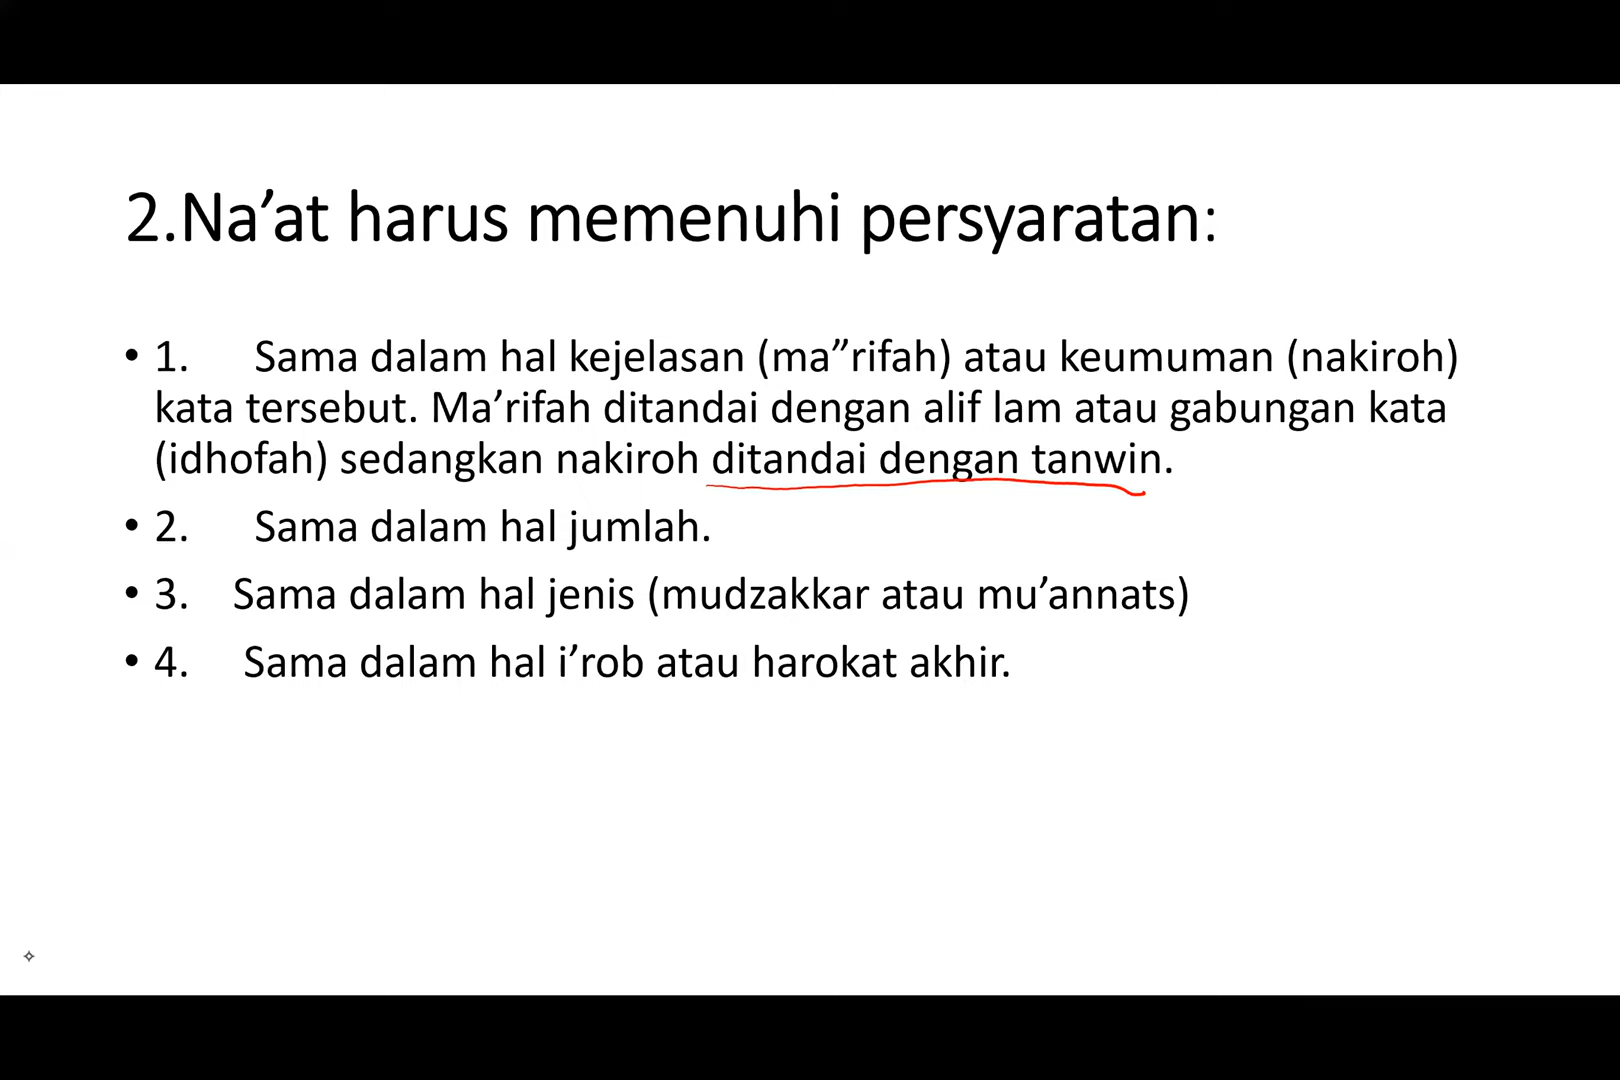 2.Na’at harus memenuhi persyaratan:
• 1. Sama dalam hal kejelasan (ma”rifah) atau keumuman (nakiroh)
kata tersebut. Ma’rifah ditandai dengan alif lam atau gabungan kata
(idhofah) sedangkan nakiroh ditandai dengan tanwin.
• 2. Sama dalam hal jumlah.
• 3. Sama dalam hal jenis (mudzakkar atau mu’annats)
• 4. Sama dalam hal i’rob atau harokat akhir.